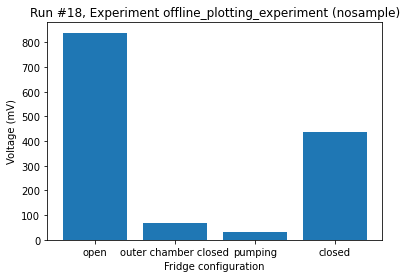 Run #18, Experiment offline_plotting_experiment (nosample)
800
700
600
500
400
300
200
100
0
Voltage (mV)
open outer chamber closed pumping closed
Fridge configuration